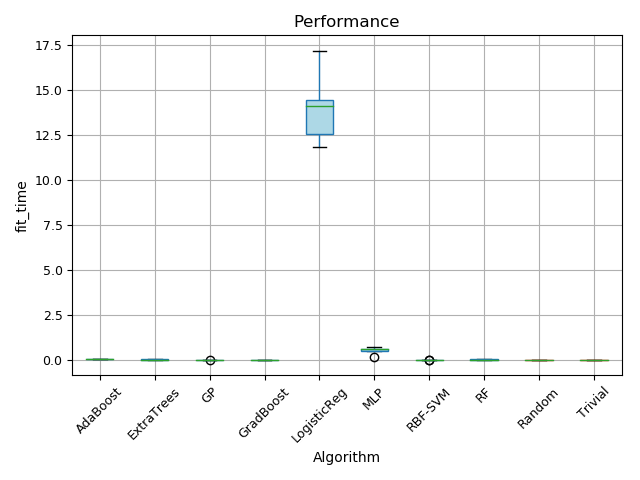 Performance
17.5
15.0
12.5
10.0
7.5
5.0
2.5
0.0
fit_time
AdaBoost
ExtraTrees
GP
GradBoost
LogisticReg
MLP
RBF-SVM
RF
Random
Trivial
Algorithm